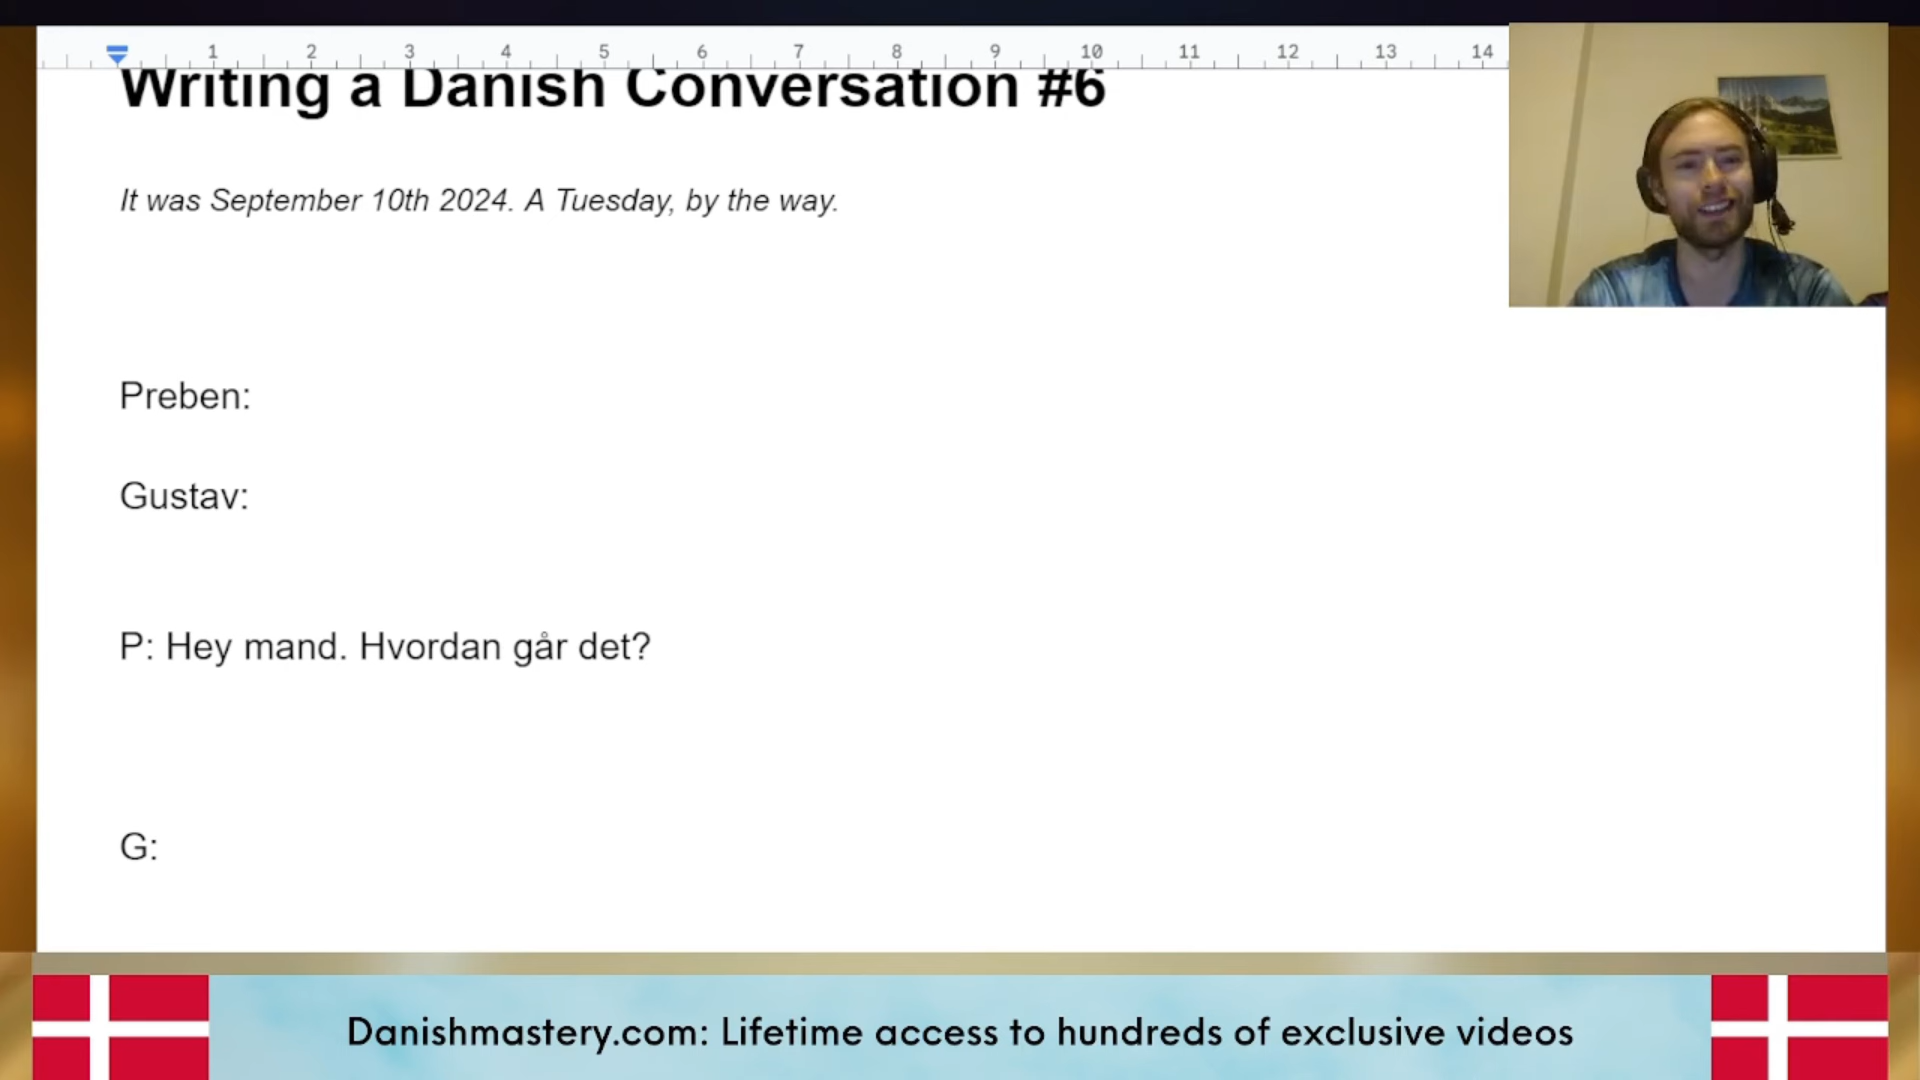 1 2 3 4 5 6 7 8 9 10 11 12 13 14
Writing a Danish Conversation #6
It was September 10th 2024. A Tuesday, by the way.
Preben:
Gustav:
P: Hey mand. Hvordan går det?
G:
Danishmastery.com: Lifetime access to hundreds of exclusive videos